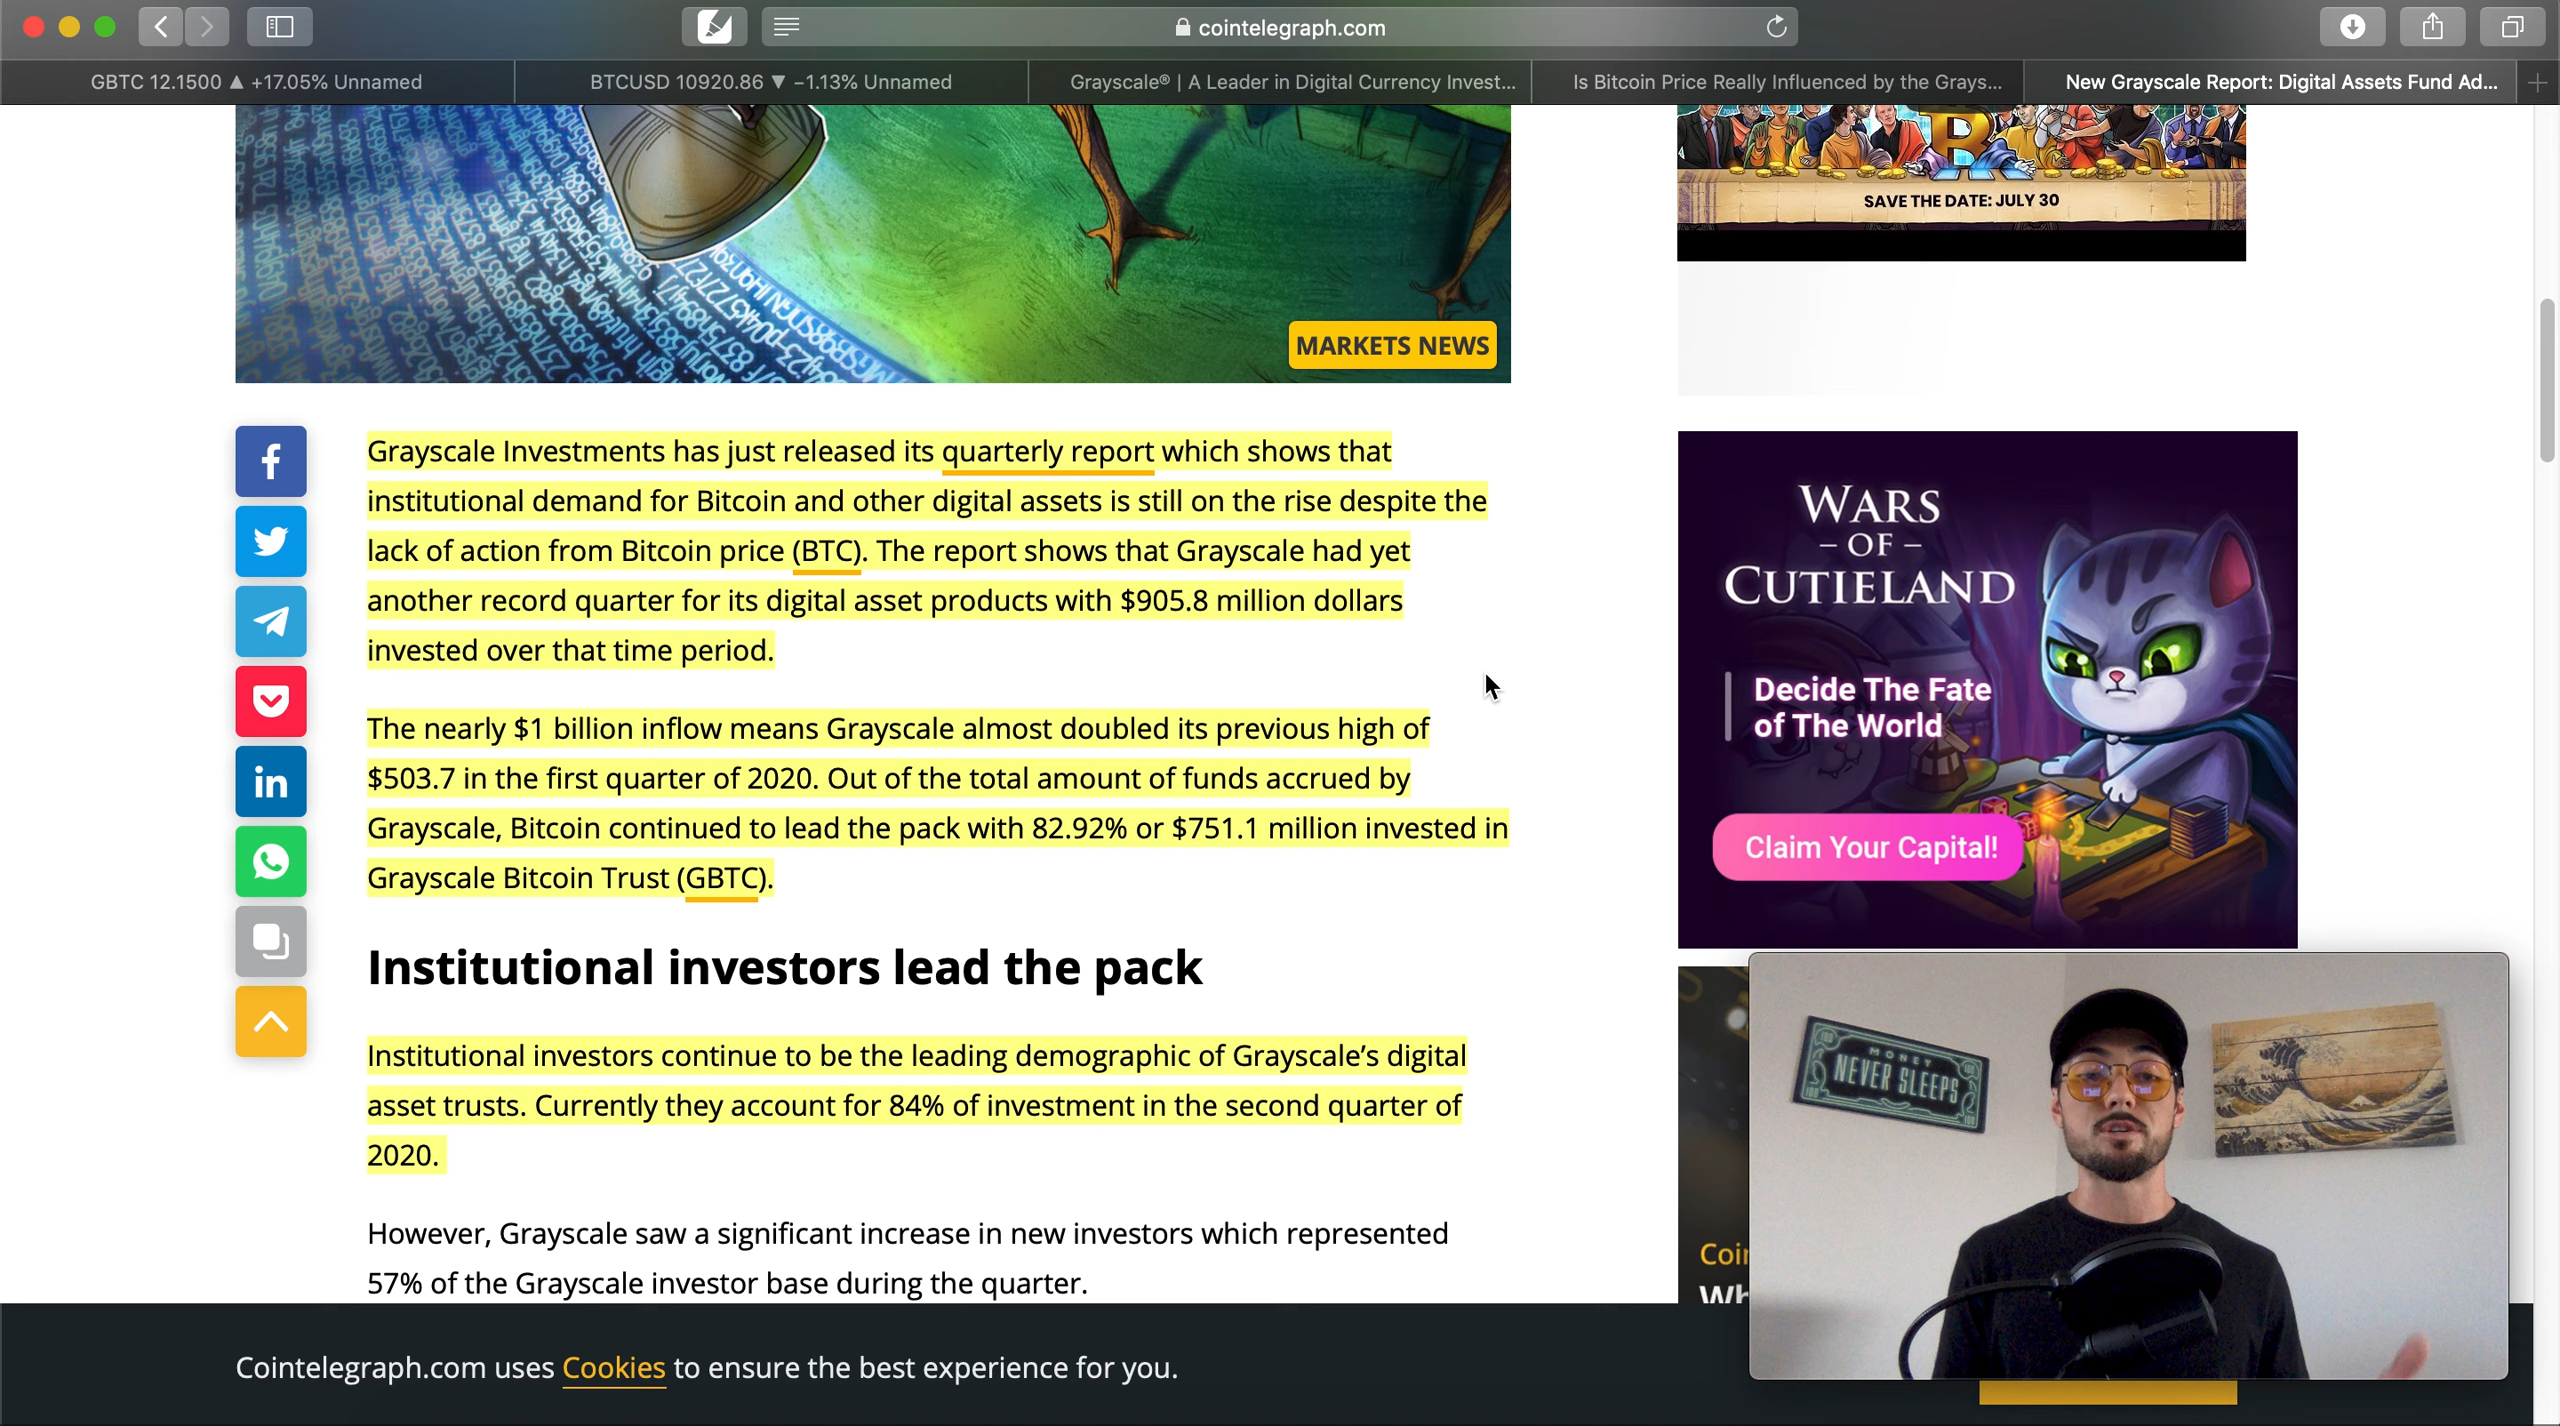 cointelegraph.com
GBTC 12.1500 ▲ +17.05% Unnamed
BTCUSD 10920.86 ▼ −1.13% Unnamed
Grayscale® | A Leader in Digital Currency Invest...
Is Bitcoin Price Really Influenced by the Grays...
New Grayscale Report: Digital Assets Fund Ad...
MARKETS NEWS
SAVE THE DATE: JULY 30
Grayscale Investments has just released its quarterly report which shows that
institutional demand for Bitcoin and other digital assets is still on the rise despite the
lack of action from Bitcoin price (BTC). The report shows that Grayscale had yet
another record quarter for its digital asset products with $905.8 million dollars
invested over that time period.
The nearly $1 billion inflow means Grayscale almost doubled its previous high of
$503.7 in the first quarter of 2020. Out of the total amount of funds accrued by
Grayscale, Bitcoin continued to lead the pack with 82.92% or $751.1 million invested in
Grayscale Bitcoin Trust (GBTC).
Institutional investors lead the pack
Institutional investors continue to be the leading demographic of Grayscale’s digital
asset trusts. Currently they account for 84% of investment in the second quarter of
2020.
However, Grayscale saw a significant increase in new investors which represented
57% of the Grayscale investor base during the quarter.
WARS
– OF –
CUTIELAND
Decide The Fate
of The World
Claim Your Capital!
MONEY
NEVER SLEEPS
Cointelegraph.com uses Cookies to ensure the best experience for you.